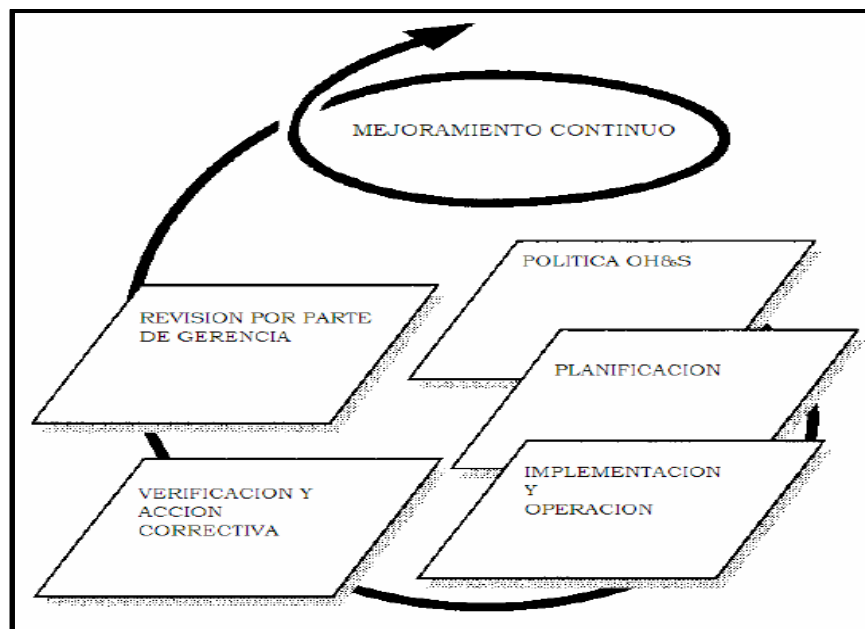 MEJORAMIENTO CONTINUO
POLITICA OH&S
REVISION POR PARTE
DE GERENCIA
PLANIFICACION
IMPLEMENTACION
Y
OPERACION
VERIFICACION Y
ACCION
CORRECTIVA